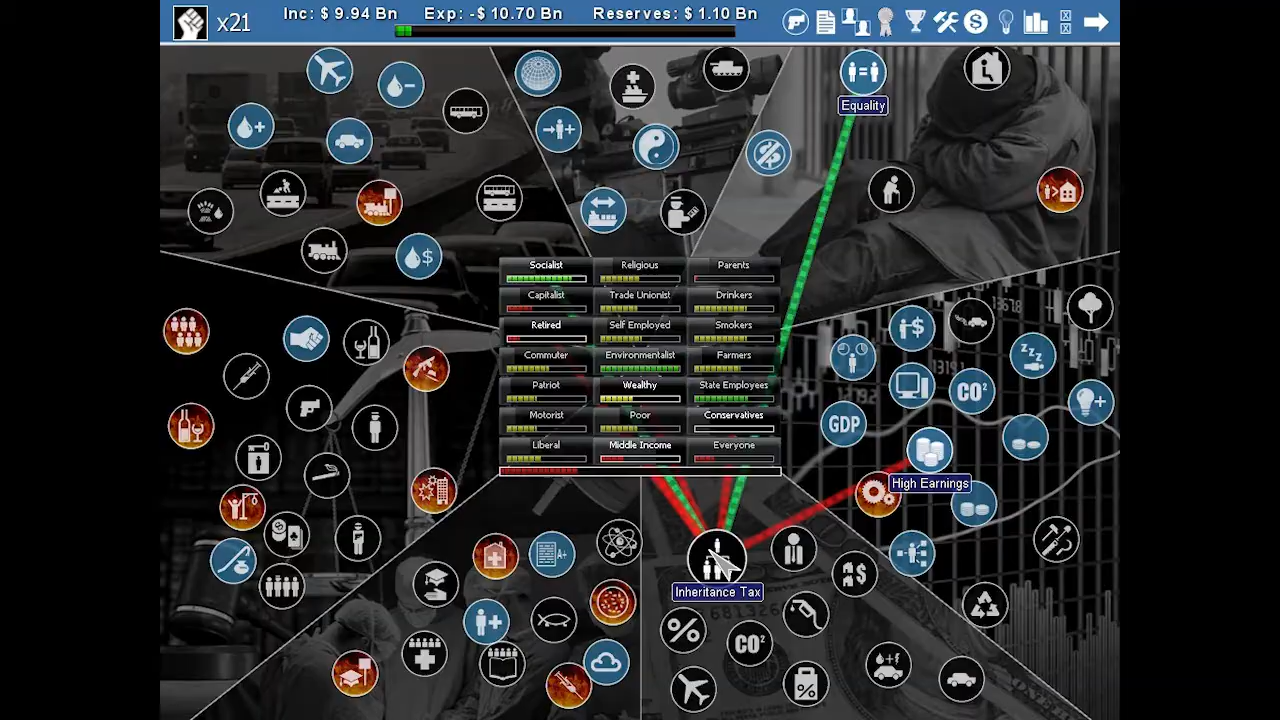 x21 Inc: $ 9.94 Bn Exp: -$ 10.70 Bn Reserves: $ 1.10 Bn
Equality
Socialist Religious Parents
Capitalist Trade Unionist Drinkers
Retired Self Employed Smokers
Commuter Environmentalist Farmers
Patriot Wealthy State Employees
Motorist Poor Conservatives
Liberal Middle Income Everyone
CO²
GDP
High Earnings
A+
Inheritance Tax
CO²